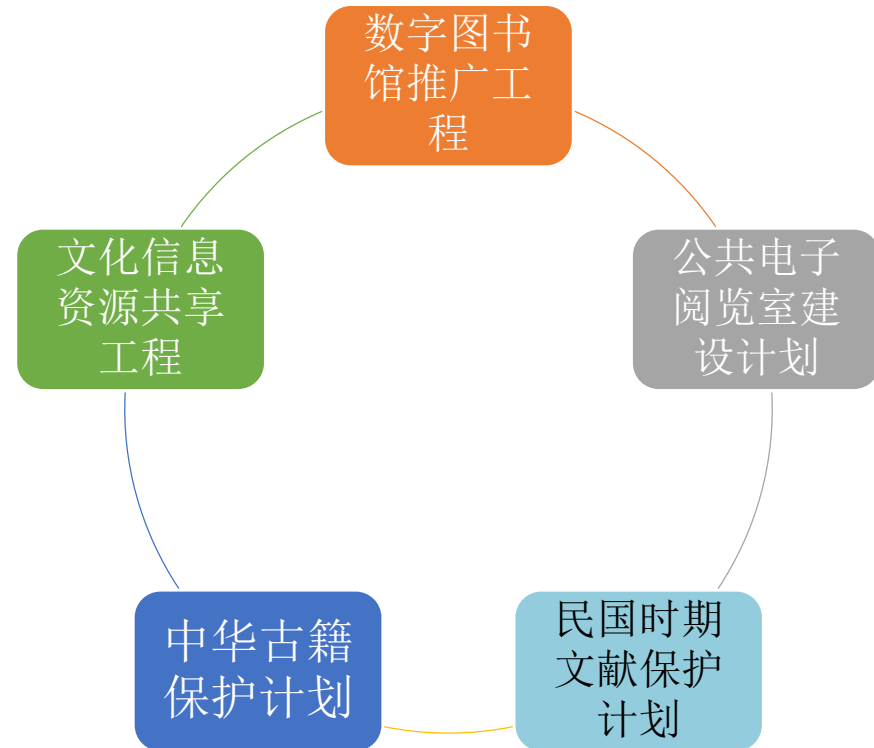 数字图书
馆推广工
程
文化信息
资源共享
工程
公共电子
阅览室建
设计划
中华古籍
保护计划
民国时期
文献保护
计划